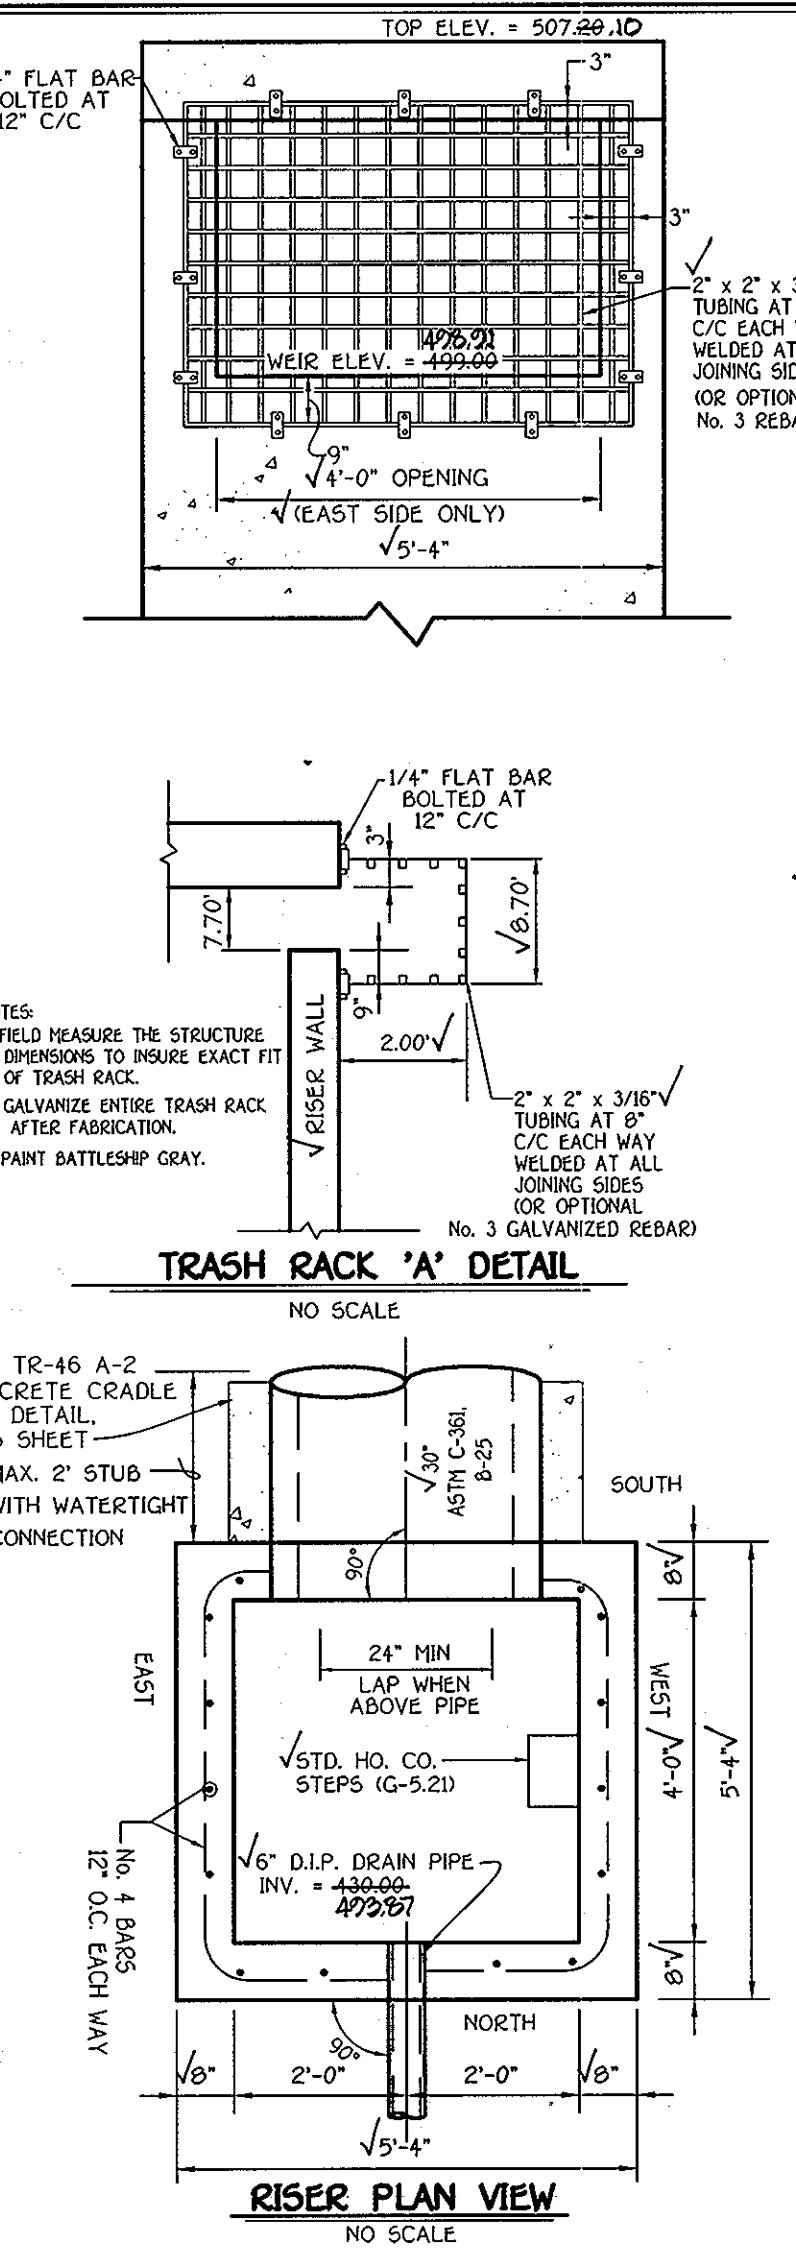 TOP ELEV. = 507.20 .10
" FLAT BAR
BOLTED AT
12" C/C
3"
3"
2" x 2" x 3
TUBING AT
C/C EACH
WELDED AT
JOINING SID
(OR OPTION
No. 3 REBA
498.92
WEIR ELEV. = 499.00
9"
√4'-0" OPENING
√(EAST SIDE ONLY)
√5'-4"
1/4" FLAT BAR
BOLTED AT
12" C/C
3"
7.70'
√8.70'
9"
2.00'√
√RISER WALL
TES:
FIELD MEASURE THE STRUCTURE
DIMENSIONS TO INSURE EXACT FIT
OF TRASH RACK.
GALVANIZE ENTIRE TRASH RACK
AFTER FABRICATION.
PAINT BATTLESHIP GRAY.
2" x 2" x 3/16"√
TUBING AT 8"
C/C EACH WAY
WELDED AT ALL
JOINING SIDES
(OR OPTIONAL
No. 3 GALVANIZED REBAR)
TRASH RACK 'A' DETAIL
NO SCALE
TR-46 A-2
CRETE CRADLE
DETAIL,
SHEET
MAX. 2' STUB
WITH WATERTIGHT
CONNECTION
√30"
ASTM C-361,
B-25
SOUTH
90°
√8"
24" MIN
LAP WHEN
ABOVE PIPE
EAST
WEST
√STD. HO. CO.
STEPS (G-5.21)
√4'-0"
5'-4"√
√6" D.I.P. DRAIN PIPE
INV. = 430.00
493.87
No. 4 BARS
12" O.C. EACH WAY
√8"
NORTH
90°
√8"
2'-0"
2'-0"
√8"
√5'-4"
RISER PLAN VIEW
NO SCALE